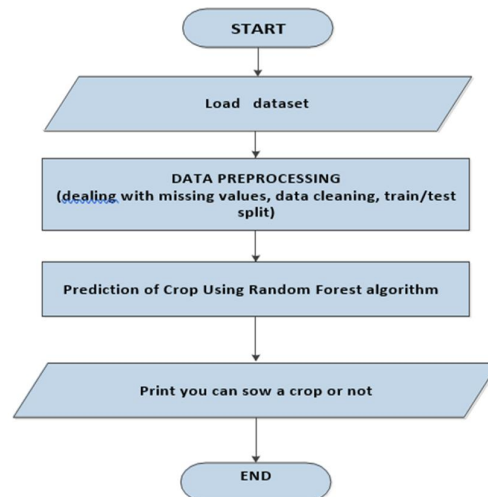 START
Load dataset
DATA PREPROCESSING
(dealing with missing values, data cleaning, train/test
split)
Prediction of Crop Using Random Forest algorithm
Print you can sow a crop or not
END